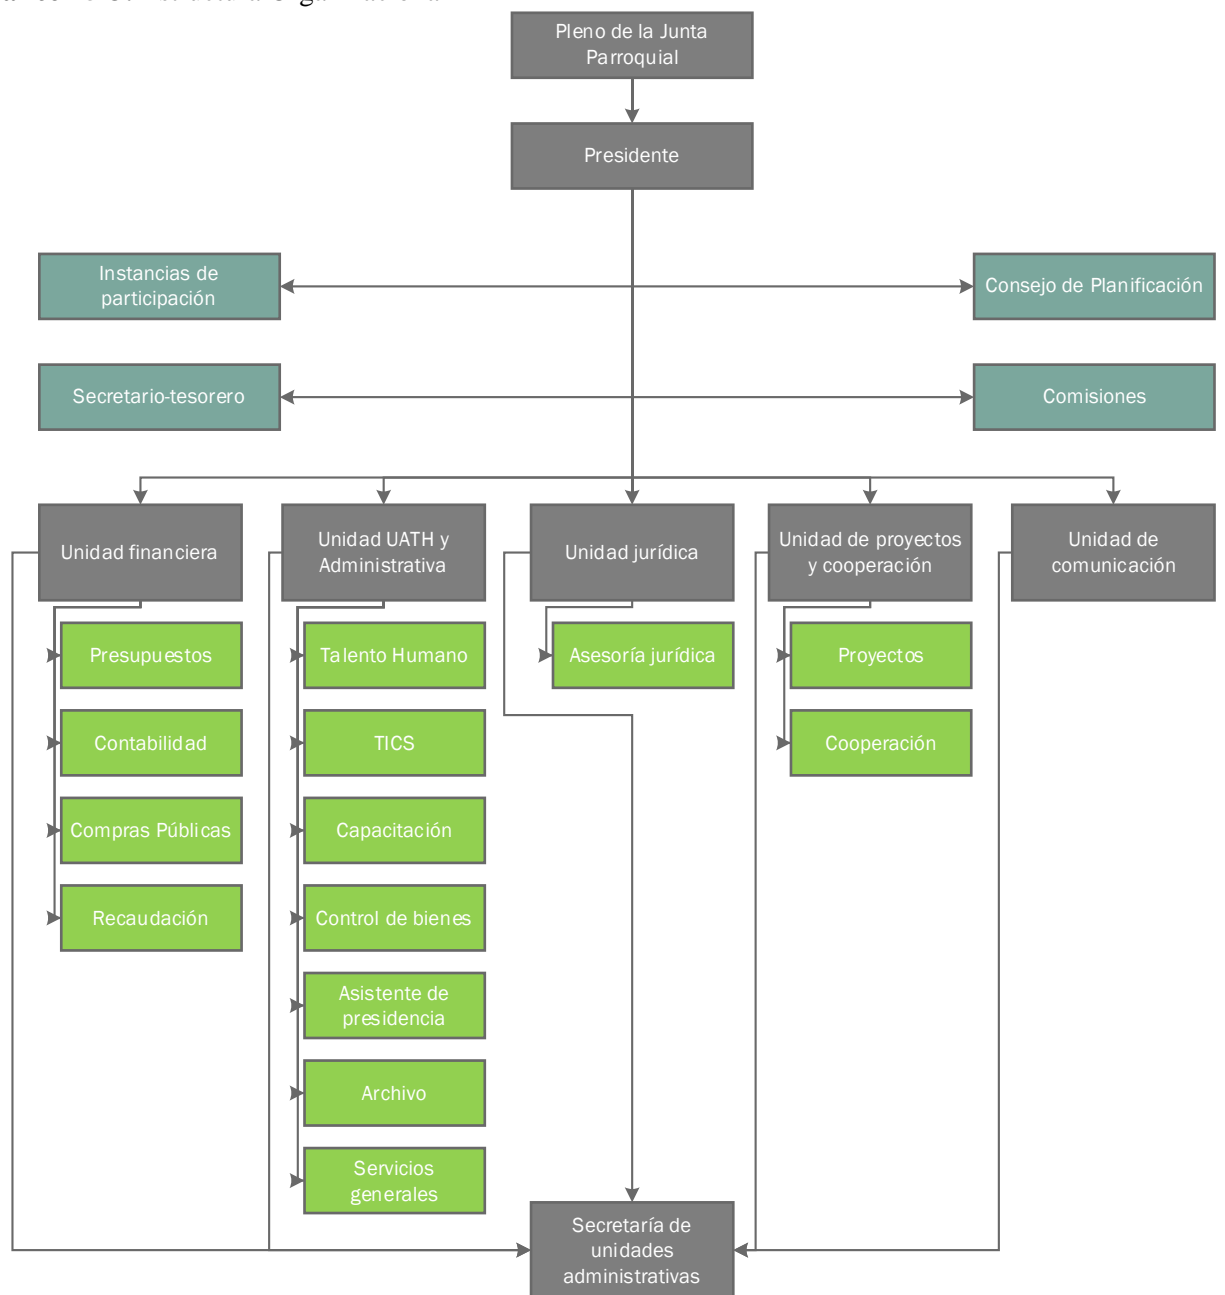 Pleno de la Junta
Parroquial
Presidente
Instancias de
participación
Consejo de Planificación
Secretario-tesorero
Comisiones
Unidad financiera
Unidad UATH y
Administrativa
Unidad jurídica
Unidad de proyectos
y cooperación
Unidad de
comunicación
Presupuestos
Talento Humano
Asesoría jurídica
Proyectos
Contabilidad
TICS
Cooperación
Compras Públicas
Capacitación
Recaudación
Control de bienes
Asistente de
presidencia
Archivo
Servicios
generales
Secretaría de
unidades
administrativas